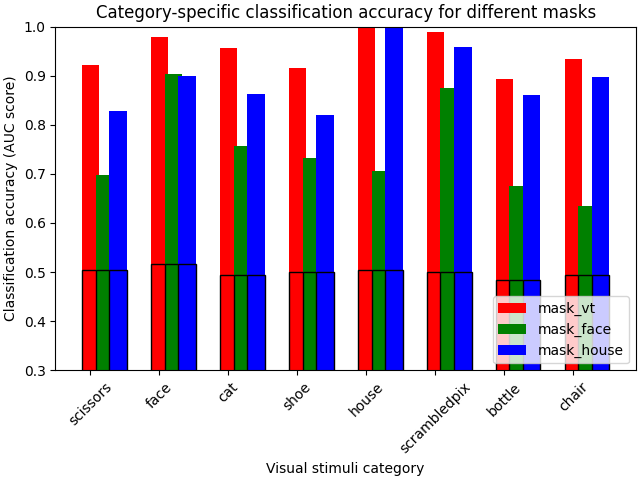 Category-specific classification accuracy for different masks
Classification accuracy (AUC score)
1.0
0.9
0.8
0.7
0.6
0.5
0.4
0.3
mask_vt
mask_face
mask_house
scissors
face
cat
shoe
house
scrambledpix
bottle
chair
Visual stimuli category